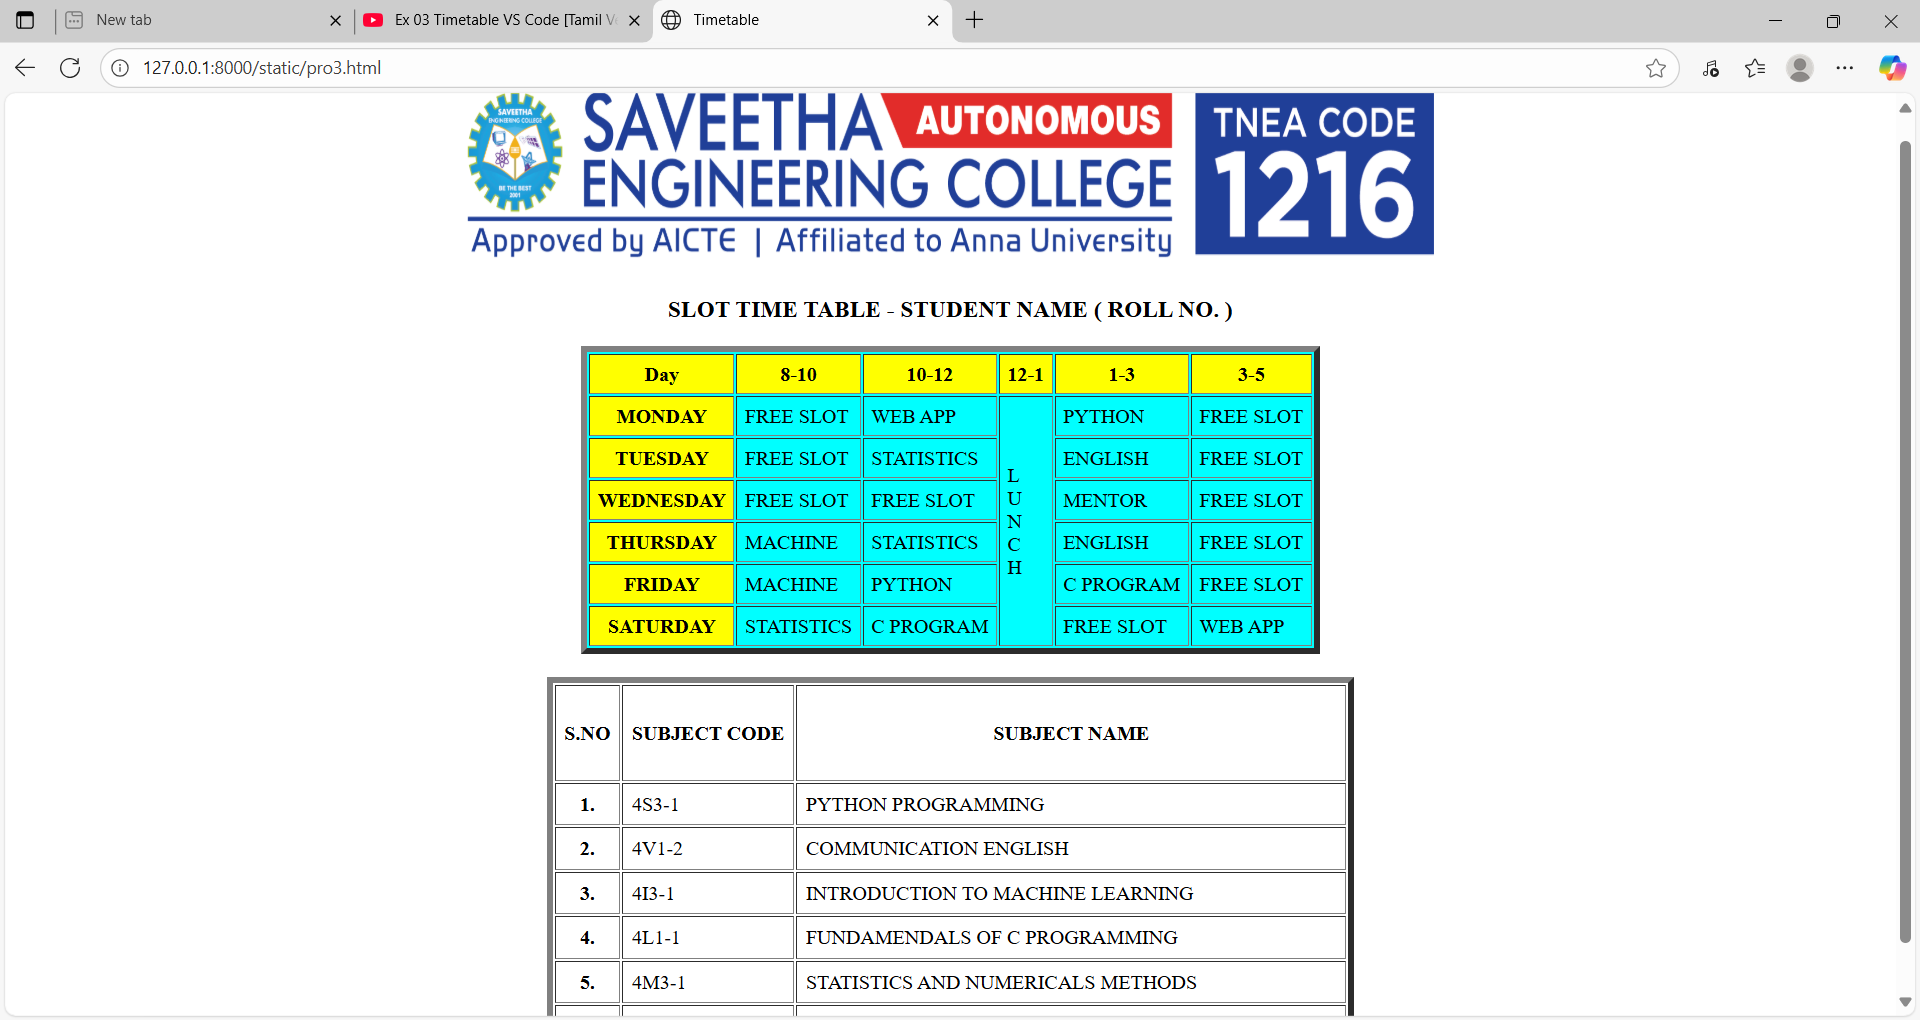 New tab
Ex 03 Timetable VS Code [Tamil V
Timetable
127.0.0.1:8000/static/pro3.html
SAVEETHA
ENGINEERING COLLEGE
BE THE BEST
2001
SAVEETHA AUTONOMOUS
ENGINEERING COLLEGE
Approved by AICTE | Affiliated to Anna University
TNEA CODE
1216
SLOT TIME TABLE - STUDENT NAME ( ROLL NO. )
Day 8-10 10-12 12-1 1-3 3-5
MONDAY FREE SLOT WEB APP PYTHON FREE SLOT
TUESDAY FREE SLOT STATISTICS ENGLISH FREE SLOT
WEDNESDAY FREE SLOT FREE SLOT MENTOR FREE SLOT
THURSDAY MACHINE STATISTICS ENGLISH FREE SLOT
FRIDAY MACHINE PYTHON C PROGRAM FREE SLOT
SATURDAY STATISTICS C PROGRAM FREE SLOT WEB APP
L
U
N
C
H
S.NO SUBJECT CODE SUBJECT NAME
1. 4S3-1 PYTHON PROGRAMMING
2. 4V1-2 COMMUNICATION ENGLISH
3. 4I3-1 INTRODUCTION TO MACHINE LEARNING
4. 4L1-1 FUNDAMENDALS OF C PROGRAMMING
5. 4M3-1 STATISTICS AND NUMERICALS METHODS